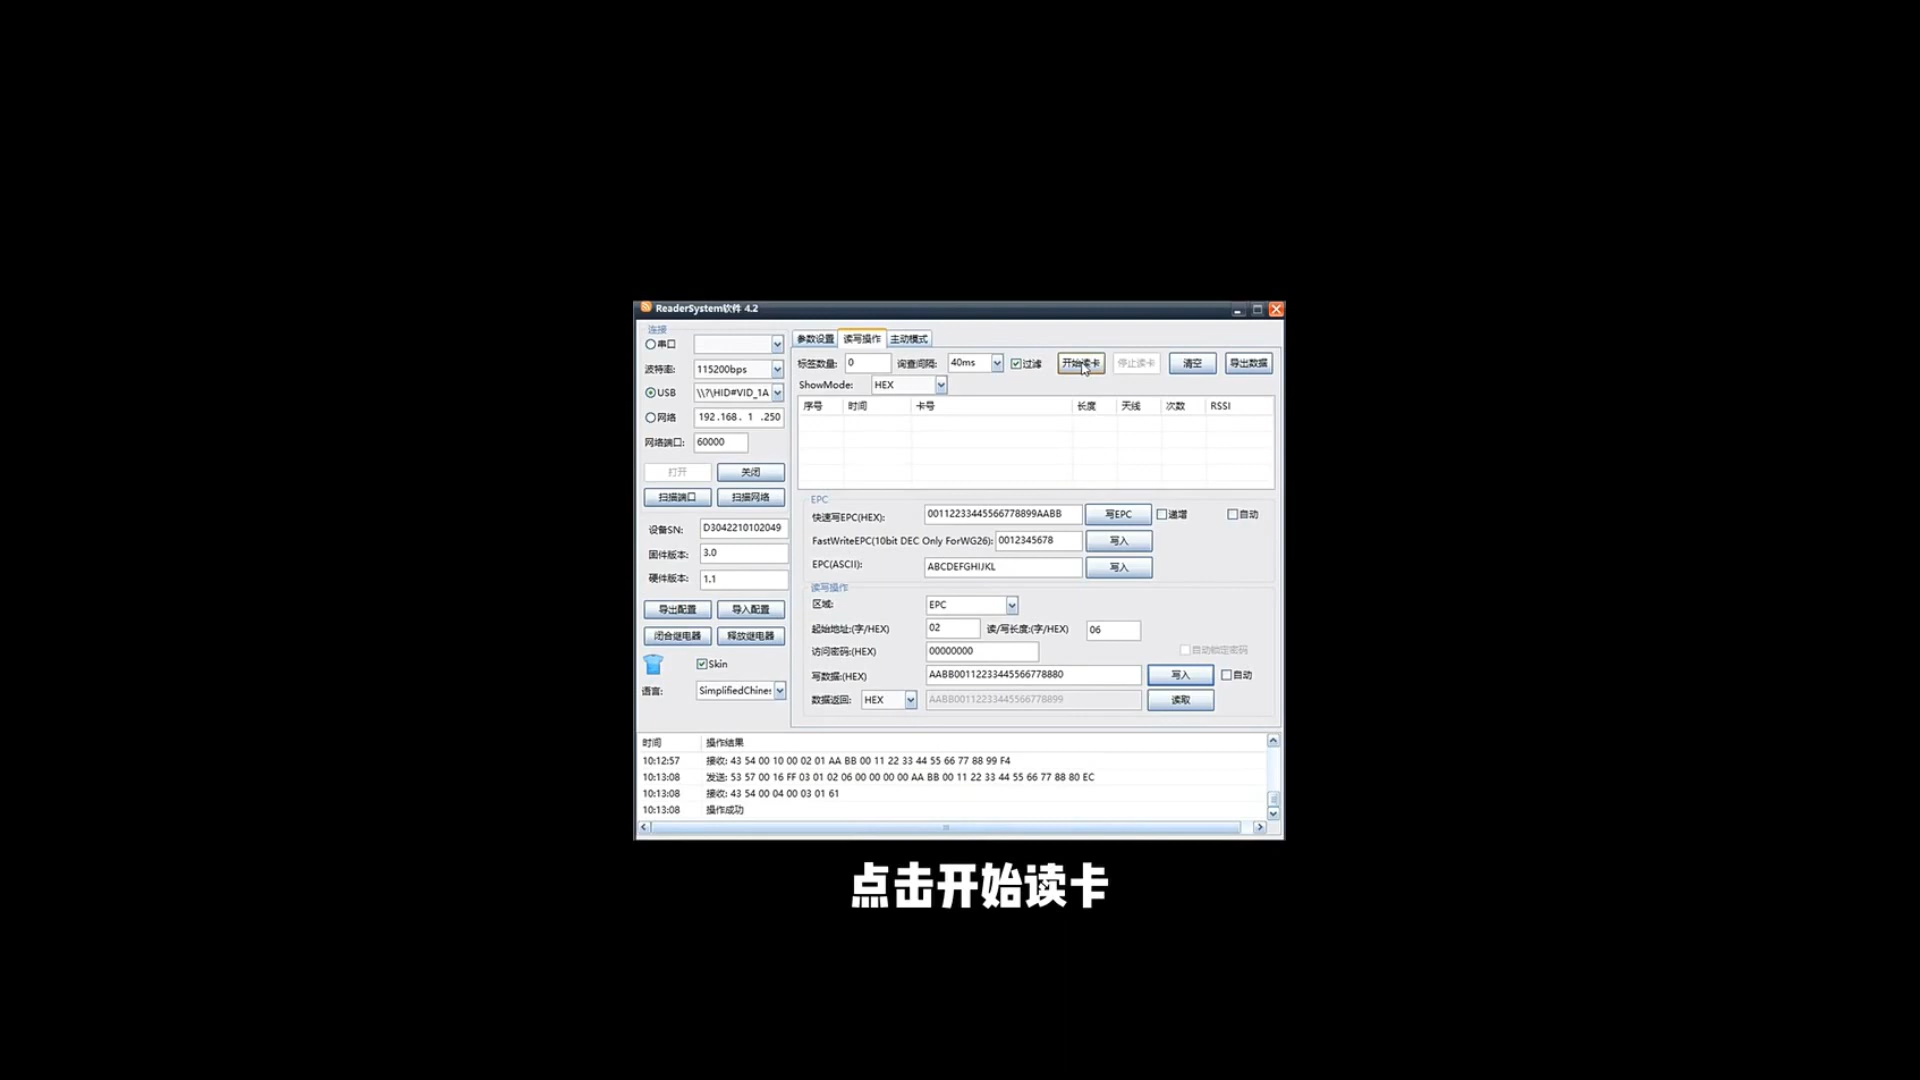 ReaderSystem软件 4.2
连接
串口
波特率: 115200bps
USB \\?\HID#VID_1A
网络 192.168. 1 .250
网络端口: 60000
打开 关闭
扫描端口 扫描网络
设备SN: D3042210102049
固件版本: 3.0
硬件版本: 1.1
导出配置 导入配置
闭合继电器 释放继电器
Skin
语言: SimplifiedChine
参数设置 读写操作 主动模式
标签数量: 0 询查间隔: 40ms 过滤 开始读卡 停止读卡 清空 导出数据
ShowMode: HEX
序号 时间 卡号 长度 天线 次数 RSSI
EPC
快速写EPC(HEX): 00112233445566778899AABB 写EPC 递增 自动
FastWriteEPC(10bit DEC Only ForWG26): 0012345678 写入
EPC(ASCII): ABCDEFGHIJKL 写入
读写操作
区域: EPC
起始地址:(字/HEX) 02 读/写长度:(字/HEX) 06
访问密码:(HEX) 00000000 自动锁定密码
写数据:(HEX) AABB00112233445566778880 写入 自动
数据返回: HEX AABB00112233445566778899 读取
时间 操作结果
10:12:57 接收: 43 54 00 10 00 02 01 AA BB 00 11 22 33 44 55 66 77 88 99 F4
10:13:08 发送: 53 57 00 16 FF 03 01 02 06 00 00 00 00 AA BB 00 11 22 33 44 55 66 77 88 80 EC
10:13:08 接收: 43 54 00 04 00 03 01 61
10:13:08 操作成功
点击开始读卡